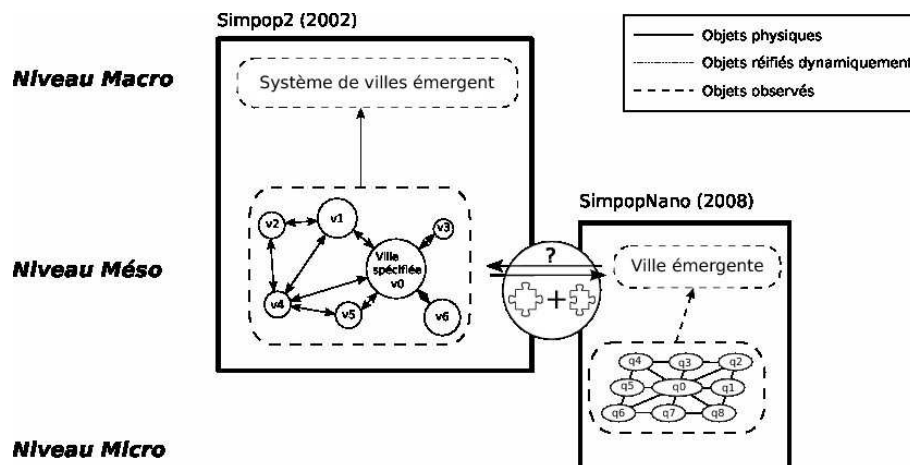 Simpop2 (2002)
Objets physiques
Objets réifiés dynamiquement
Objets observés
Niveau Macro
Système de villes émergent
SimpopNano (2008)
v2
v1
v3
Niveau Méso
Ville
spécifiée
v0
?
+
Ville émergente
v4
v5
v6
q4
q3
q2
q5
q0
q1
q6
q7
q8
Niveau Micro